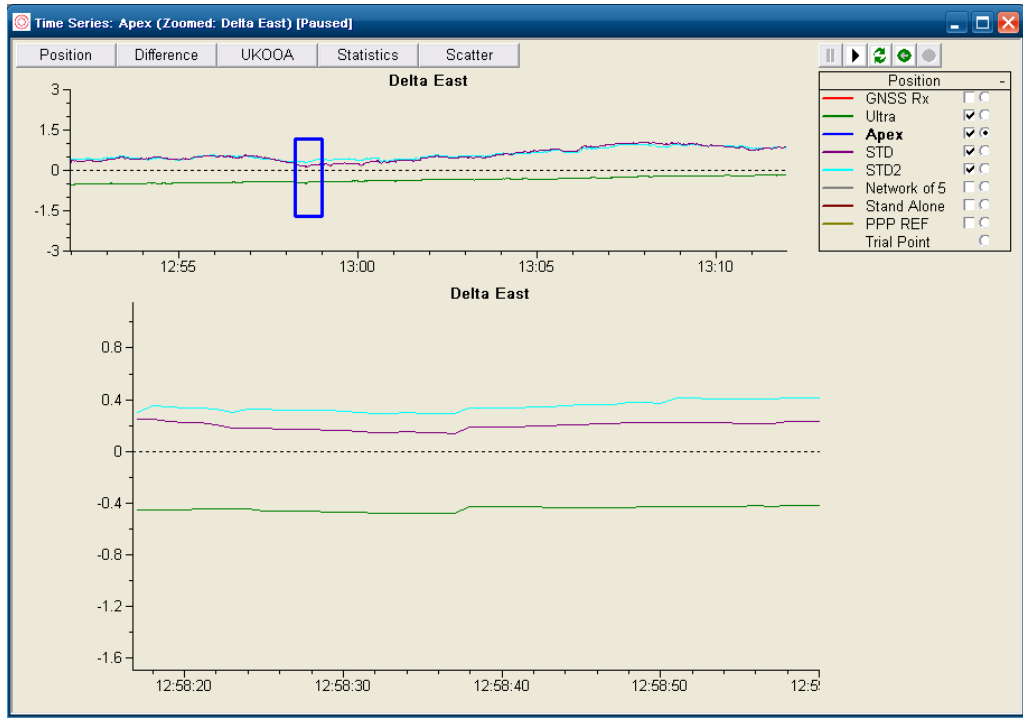 Time Series: Apex (Zoomed: Delta East) [Paused]
Position Difference UKOOA Statistics Scatter
Delta East
3
1.5
0
-1.5
-3
12:55 13:00 13:05 13:10
Position -
GNSS Rx
Ultra
Apex
STD
STD2
Network of 5
Stand Alone
PPP REF
Trial Point
Delta East
0.8
0.4
0
-0.4
-0.8
-1.2
-1.6
12:58:20 12:58:30 12:58:40 12:58:50